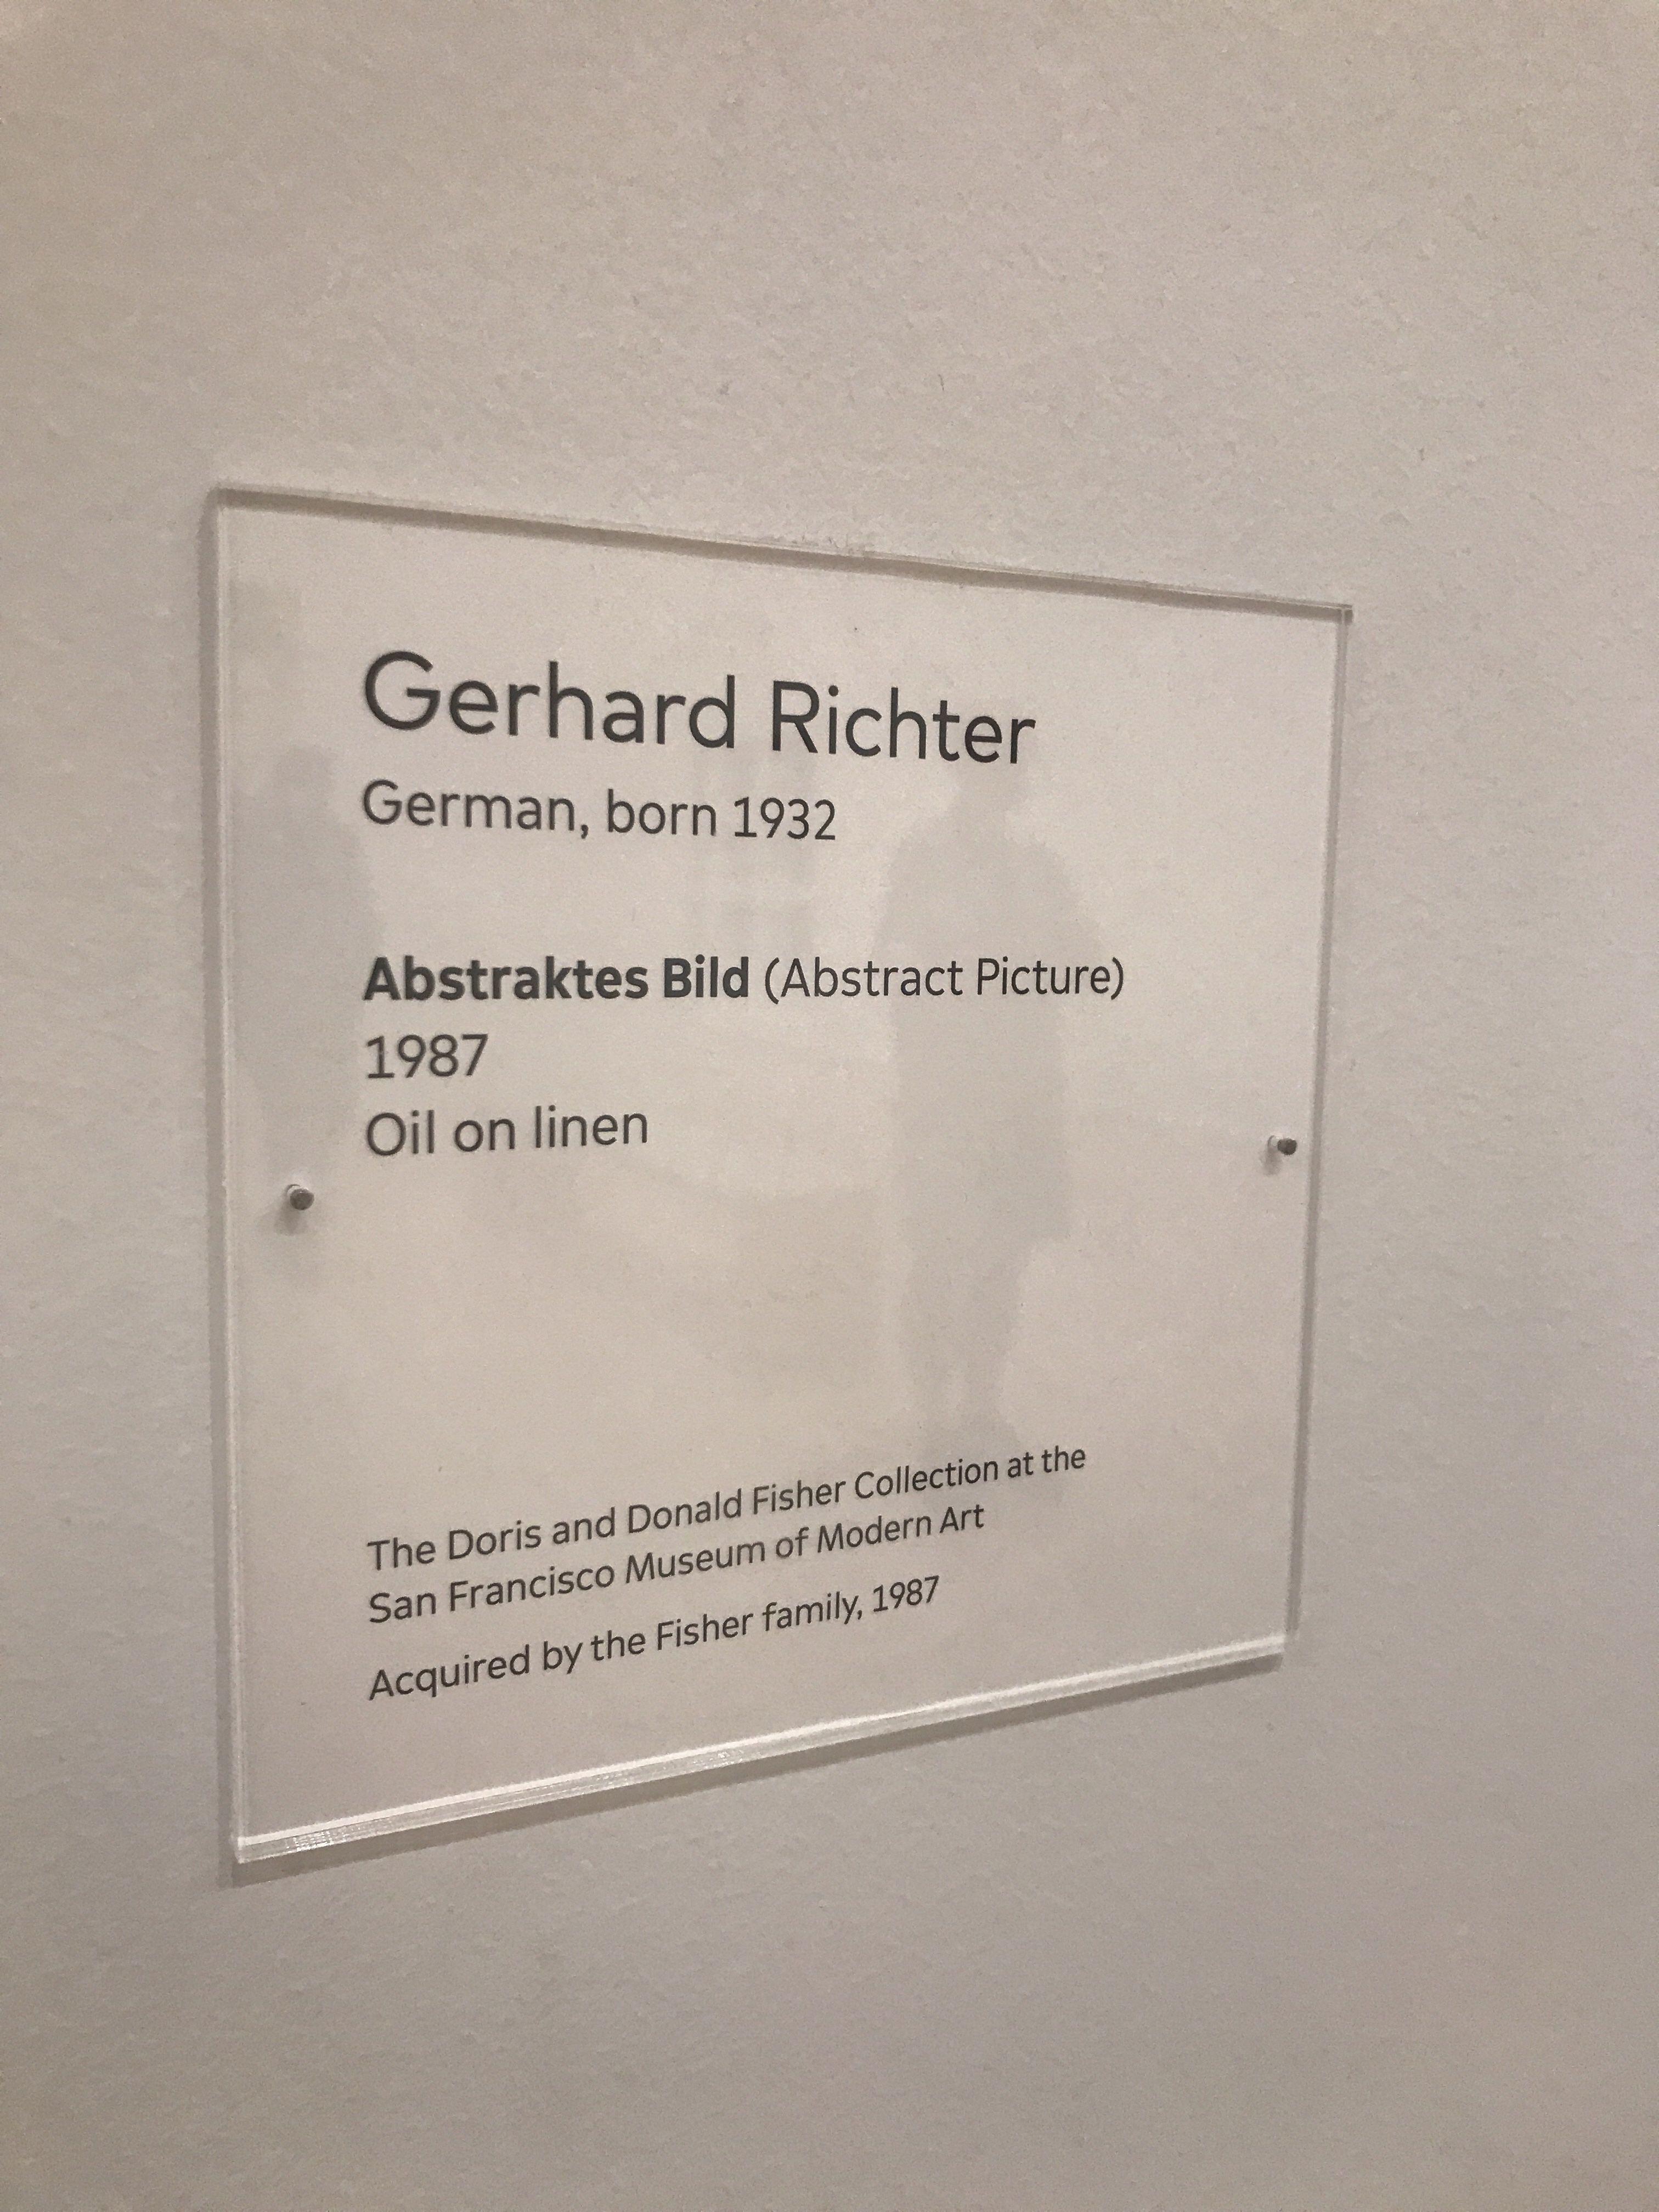 Gerhard Richter
German, born 1932
Abstraktes Bild (Abstract Picture)
1987
Oil on linen
The Doris and Donald Fisher Collection at the
San Francisco Museum of Modern Art
Acquired by the Fisher family, 1987